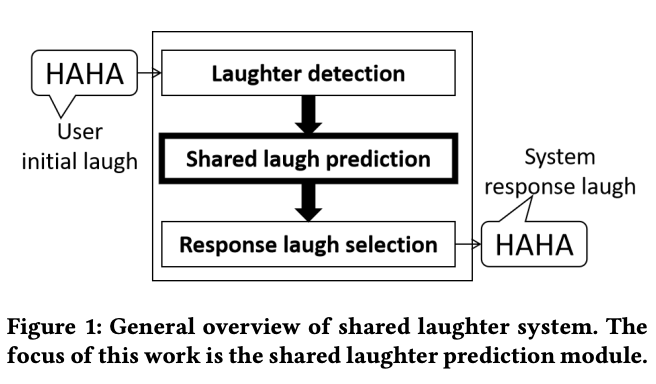 HAHA
User
initial laugh
Laughter detection
Shared laugh prediction
Response laugh selection
System
response laugh
HAHA
Figure 1: General overview of shared laughter system. The
focus of this work is the shared laughter prediction module.